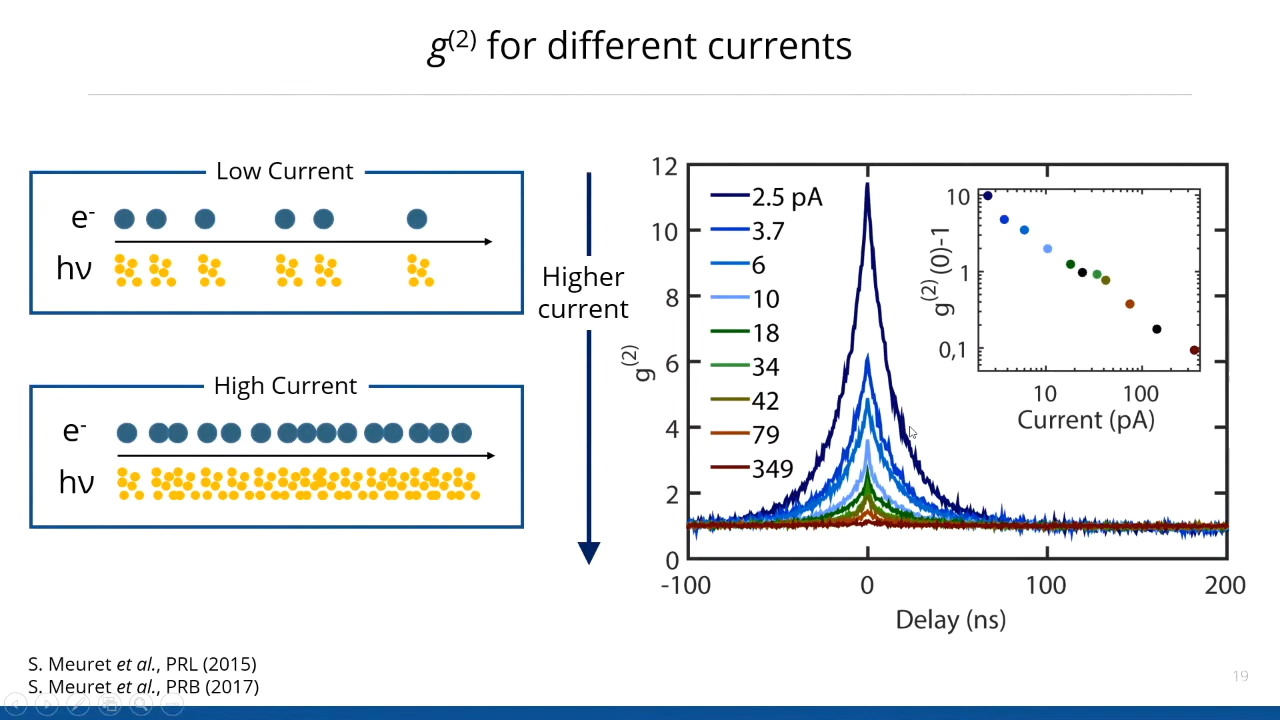 g(2) for different currents
Low Current
e-
hν
High Current
e-
hν
Higher
current
12
10
8
6
4
2
0
g(2)
2.5 pA
3.7
6
10
18
34
42
79
349
10
1
0,1
g(2)(0)-1
10
100
Current (pA)
-100
0
100
200
Delay (ns)
S. Meuret et al., PRL (2015)
S. Meuret et al., PRB (2017)
19